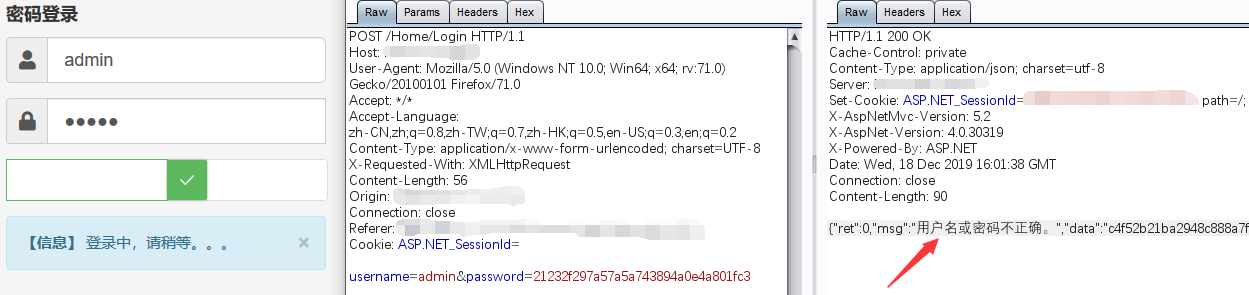 密码登录
admin
•••••
【信息】 登录中，请稍等。。。
×
Raw Params Headers Hex
POST /Home/Login HTTP/1.1
Host:
User-Agent: Mozilla/5.0 (Windows NT 10.0; Win64; x64; rv:71.0)
Gecko/20100101 Firefox/71.0
Accept: */*
Accept-Language:
zh-CN,zh;q=0.8,zh-TW;q=0.7,zh-HK;q=0.5,en-US;q=0.3,en;q=0.2
Content-Type: application/x-www-form-urlencoded; charset=UTF-8
X-Requested-With: XMLHttpRequest
Content-Length: 56
Origin:
Connection: close
Referer:
Cookie: ASP.NET_SessionId=
username=admin&password=21232f297a57a5a743894a0e4a801fc3
Raw Headers Hex
HTTP/1.1 200 OK
Cache-Control: private
Content-Type: application/json; charset=utf-8
Server:
Set-Cookie: ASP.NET_SessionId= path=/;
X-AspNetMvc-Version: 5.2
X-AspNet-Version: 4.0.30319
X-Powered-By: ASP.NET
Date: Wed, 18 Dec 2019 16:01:38 GMT
Connection: close
Content-Length: 90
{"ret":0,"msg":"用户名或密码不正确。","data":"c4f52b21ba2948c888a7f